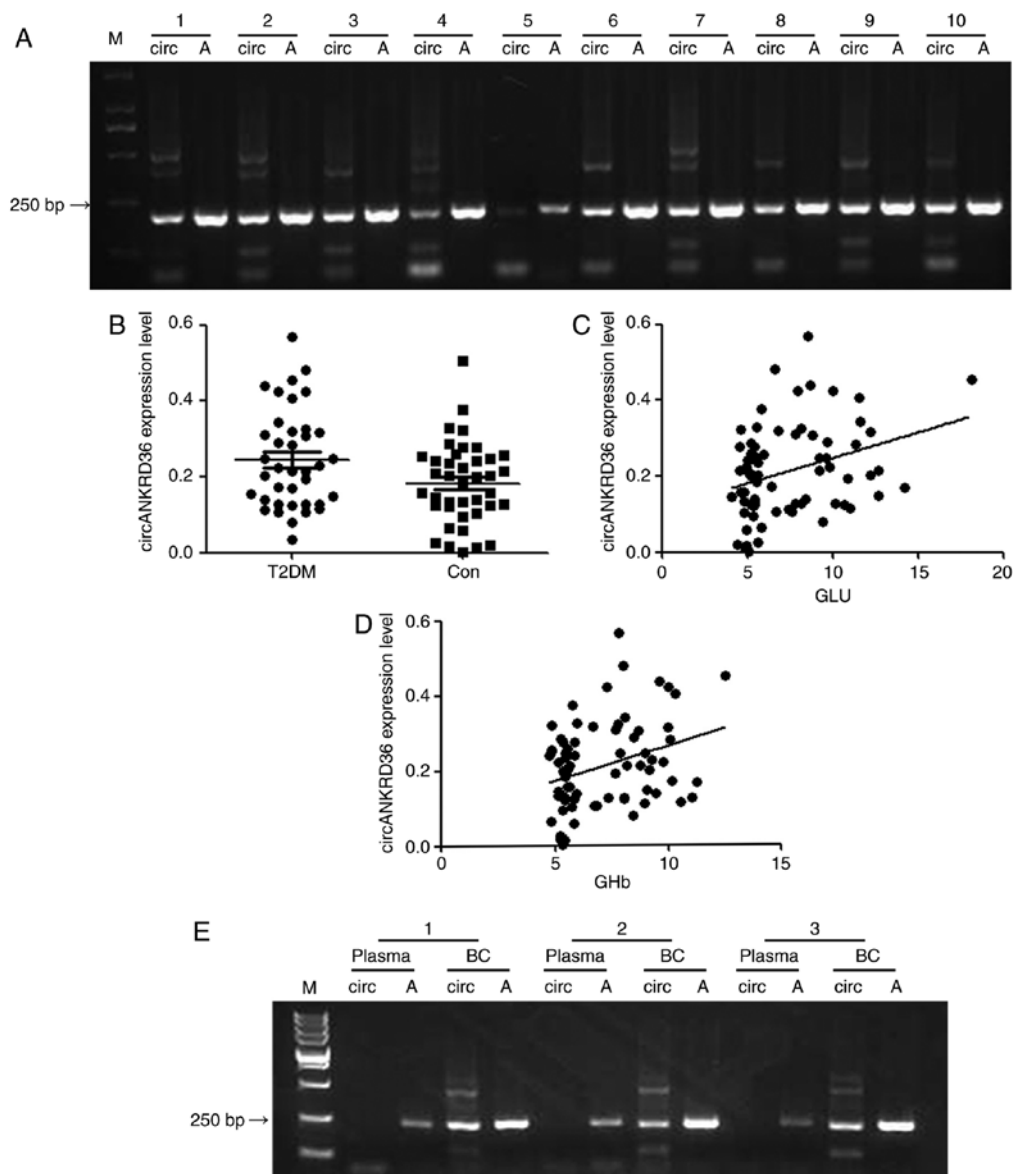 A
M
1 2 3 4 5 6 7 8 9 10
circ A circ A circ A circ A circ A circ A circ A circ A circ A circ A
250 bp →
B
circANKRD36 expression level
0.6
0.4
0.2
0.0
T2DM Con
C
circANKRD36 expression level
0.6
0.4
0.2
0.0
0 5 10 15 20
GLU
D
circANKRD36 expression level
0.6
0.4
0.2
0.0
0 5 10 15
GHb
E
1 2 3
Plasma BC Plasma BC Plasma BC
M circ A circ A circ A circ A circ A circ A
250 bp →